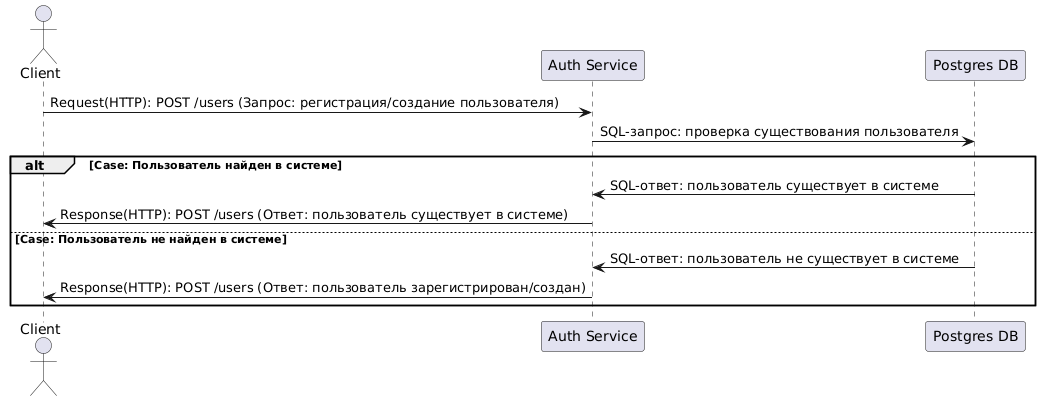 Client
Auth Service
Postgres DB
Request(HTTP): POST /users (Запрос: регистрация/создание пользователя)
SQL-запрос: проверка существования пользователя
alt
[Case: Пользователь найден в системе]
SQL-ответ: пользователь существует в системе
Response(HTTP): POST /users (Ответ: пользователь существует в системе)
[Case: Пользователь не найден в системе]
SQL-ответ: пользователь не существует в системе
Response(HTTP): POST /users (Ответ: пользователь зарегистрирован/создан)
Client
Auth Service
Postgres DB